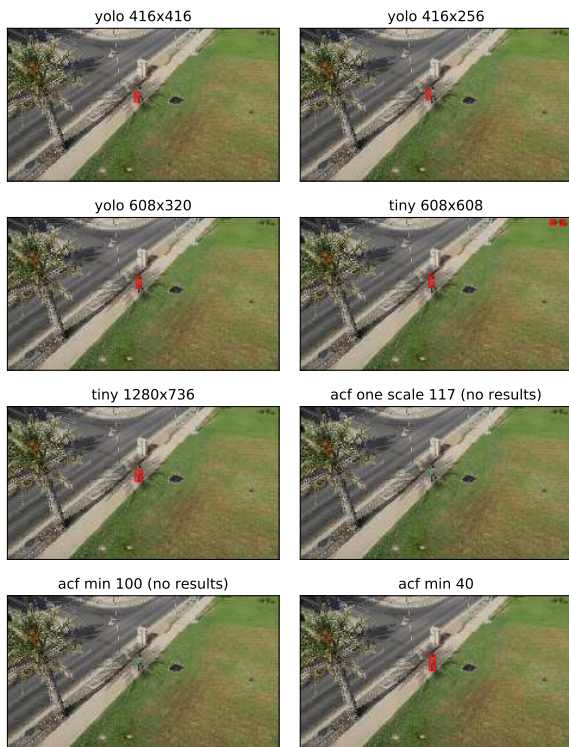 yolo 416x416
yolo 416x256
yolo 608x320
tiny 608x608
tiny 1280x736
acf one scale 117 (no results)
acf min 100 (no results)
acf min 40